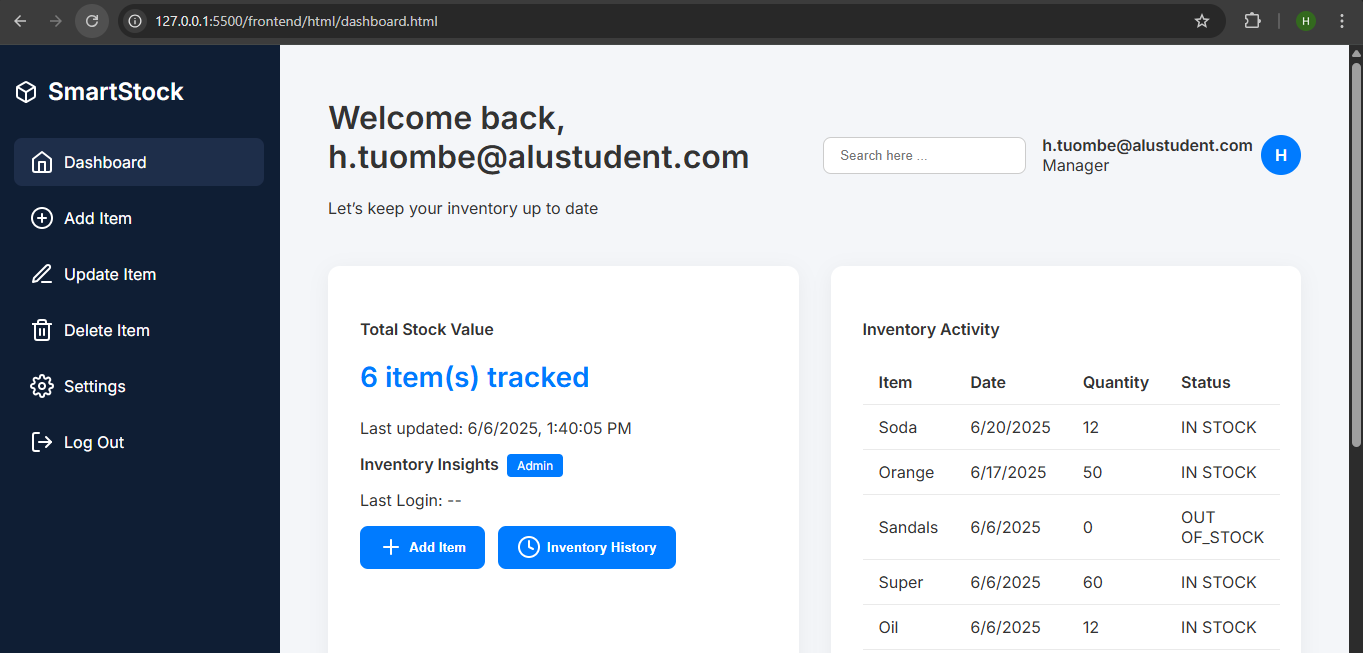 127.0.0.1:5500/frontend/html/dashboard.html
H
SmartStock
Dashboard
Add Item
Update Item
Delete Item
Settings
Log Out
Welcome back,
h.tuombe@alustudent.com
Let’s keep your inventory up to date
Search here ...
h.tuombe@alustudent.com
Manager
H
Total Stock Value
6 item(s) tracked
Last updated: 6/6/2025, 1:40:05 PM
Inventory Insights Admin
Last Login: --
Add Item Inventory History
Inventory Activity
Item Date Quantity Status
Soda 6/20/2025 12 IN STOCK
Orange 6/17/2025 50 IN STOCK
Sandals 6/6/2025 0 OUT
OF_STOCK
Super 6/6/2025 60 IN STOCK
Oil 6/6/2025 12 IN STOCK